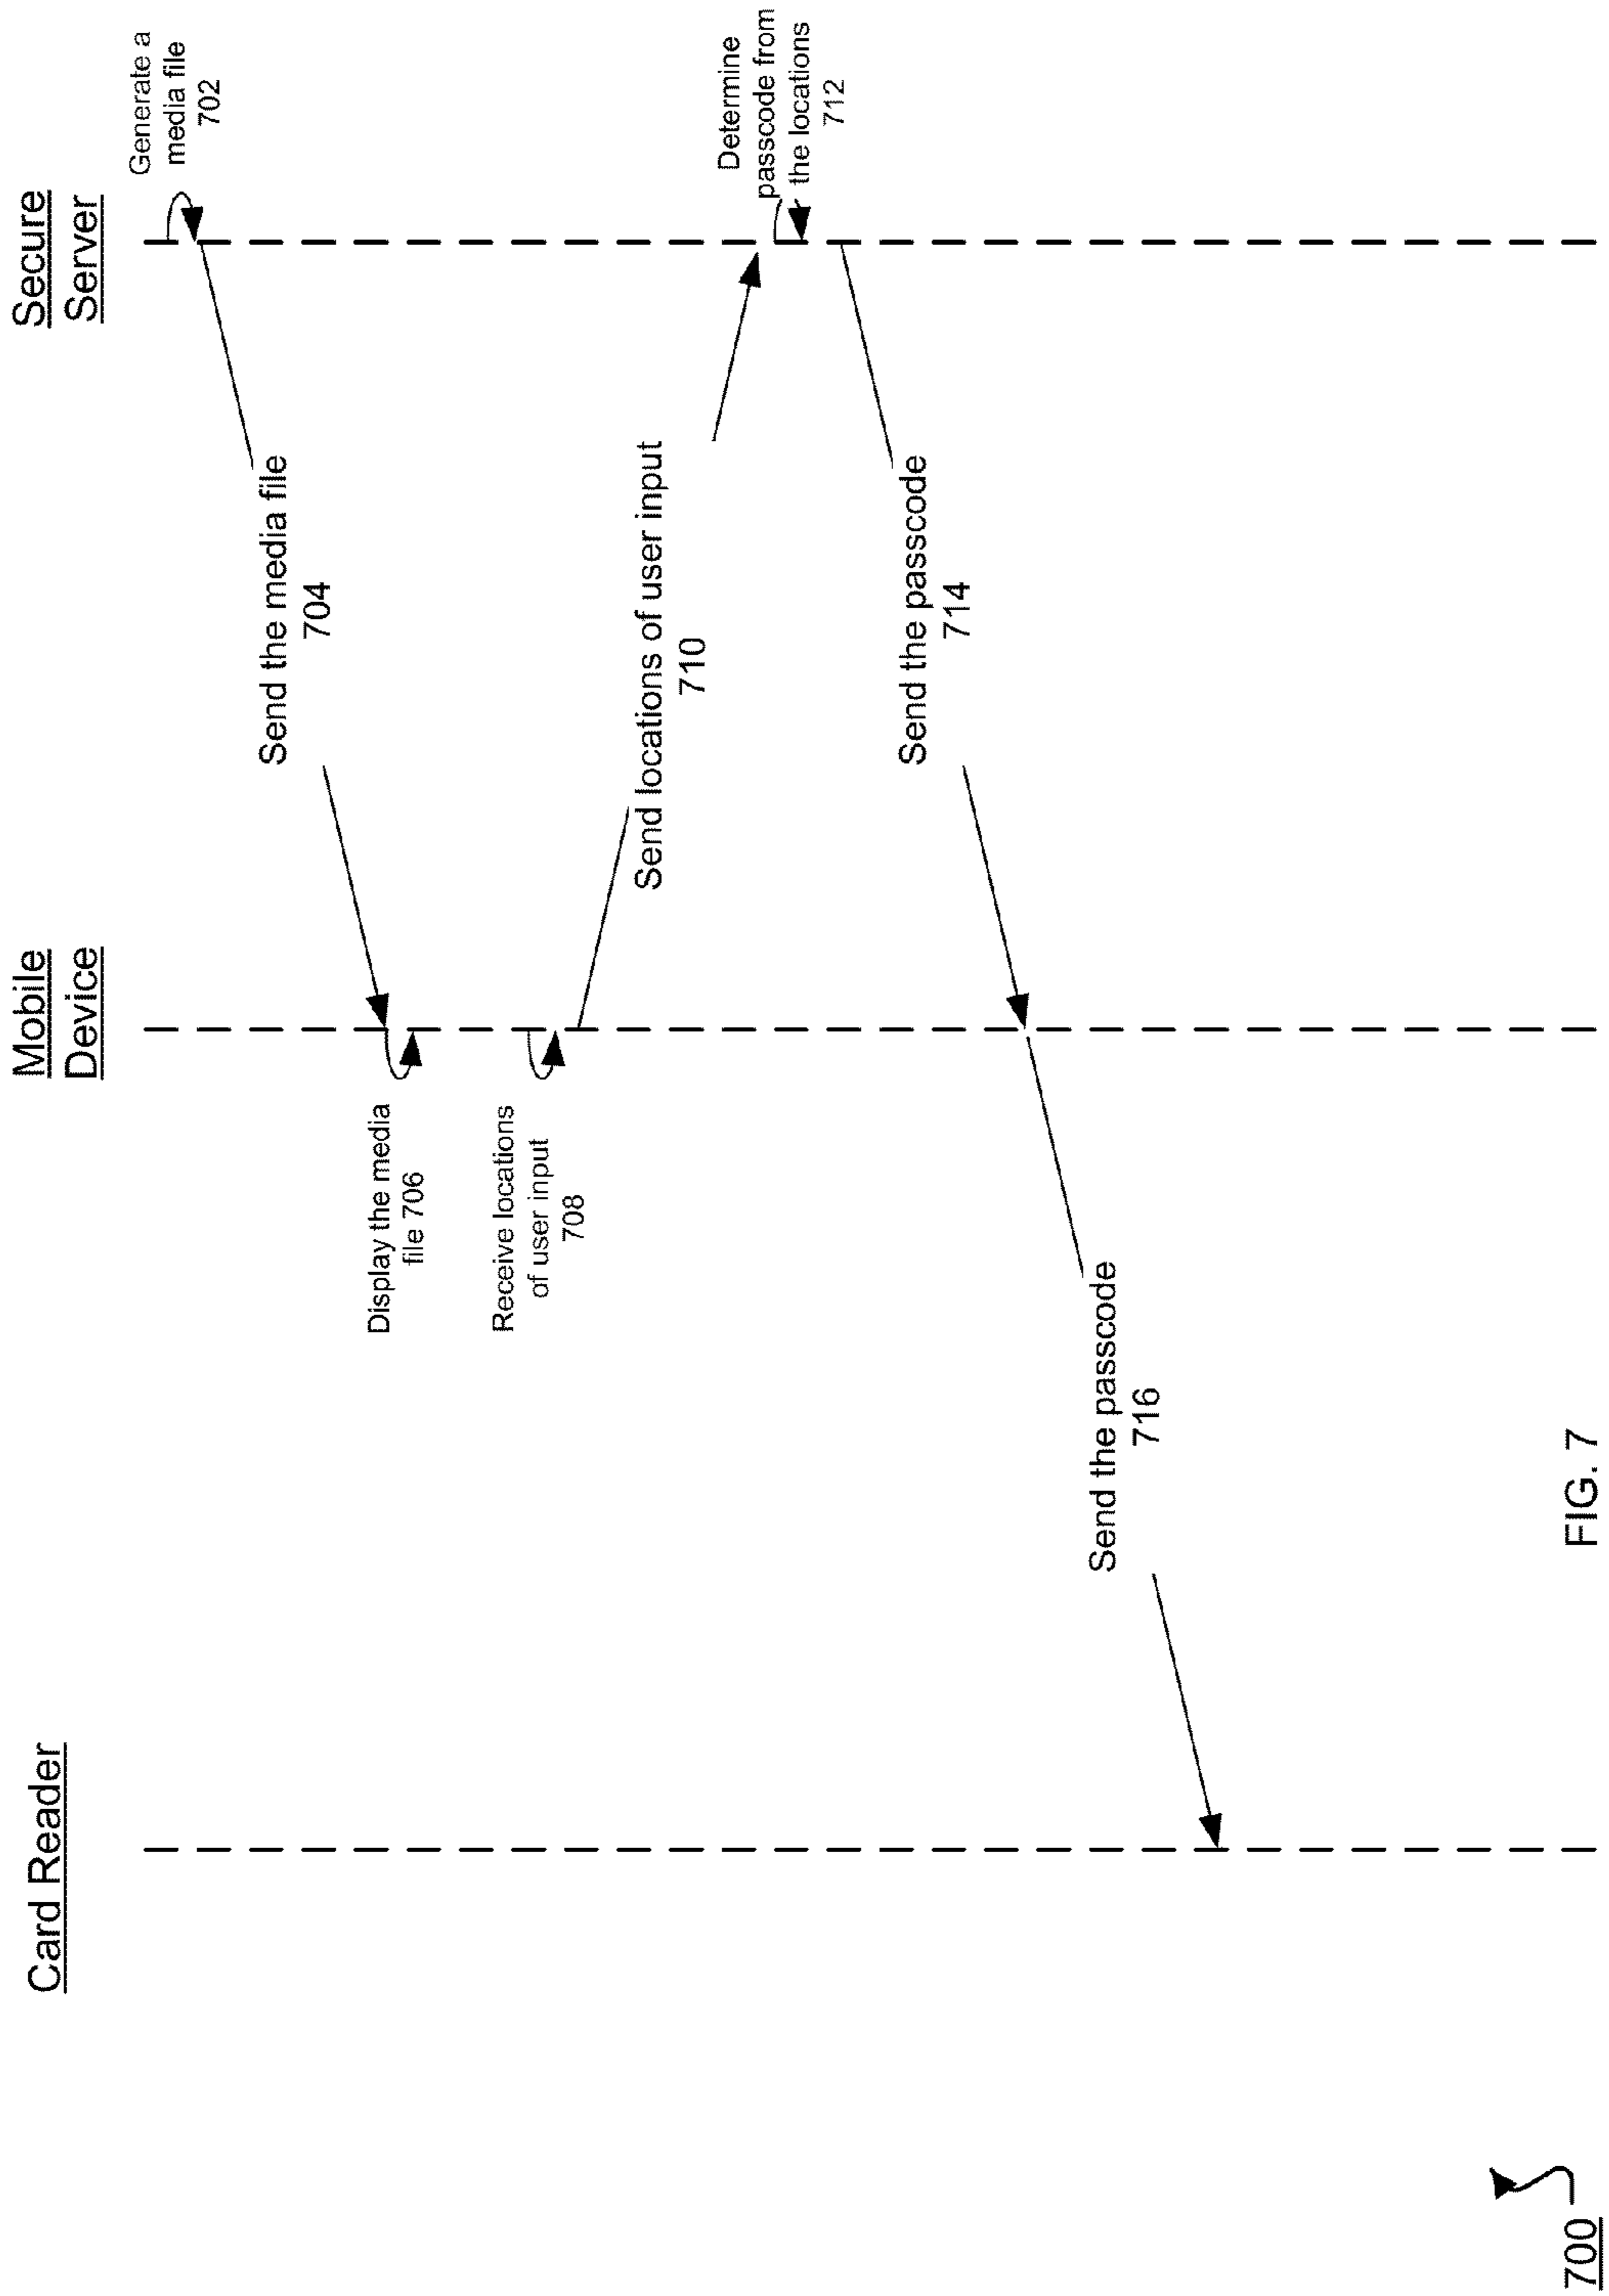 Card Reader
Mobile
Device
Secure
Server
Generate a
media file
702
Send the media file
704
Display the media
file 706
Receive locations
of user input
708
Send locations of user input
710
Determine
passcode from
the locations
712
Send the passcode
714
Send the passcode
716
700
FIG. 7